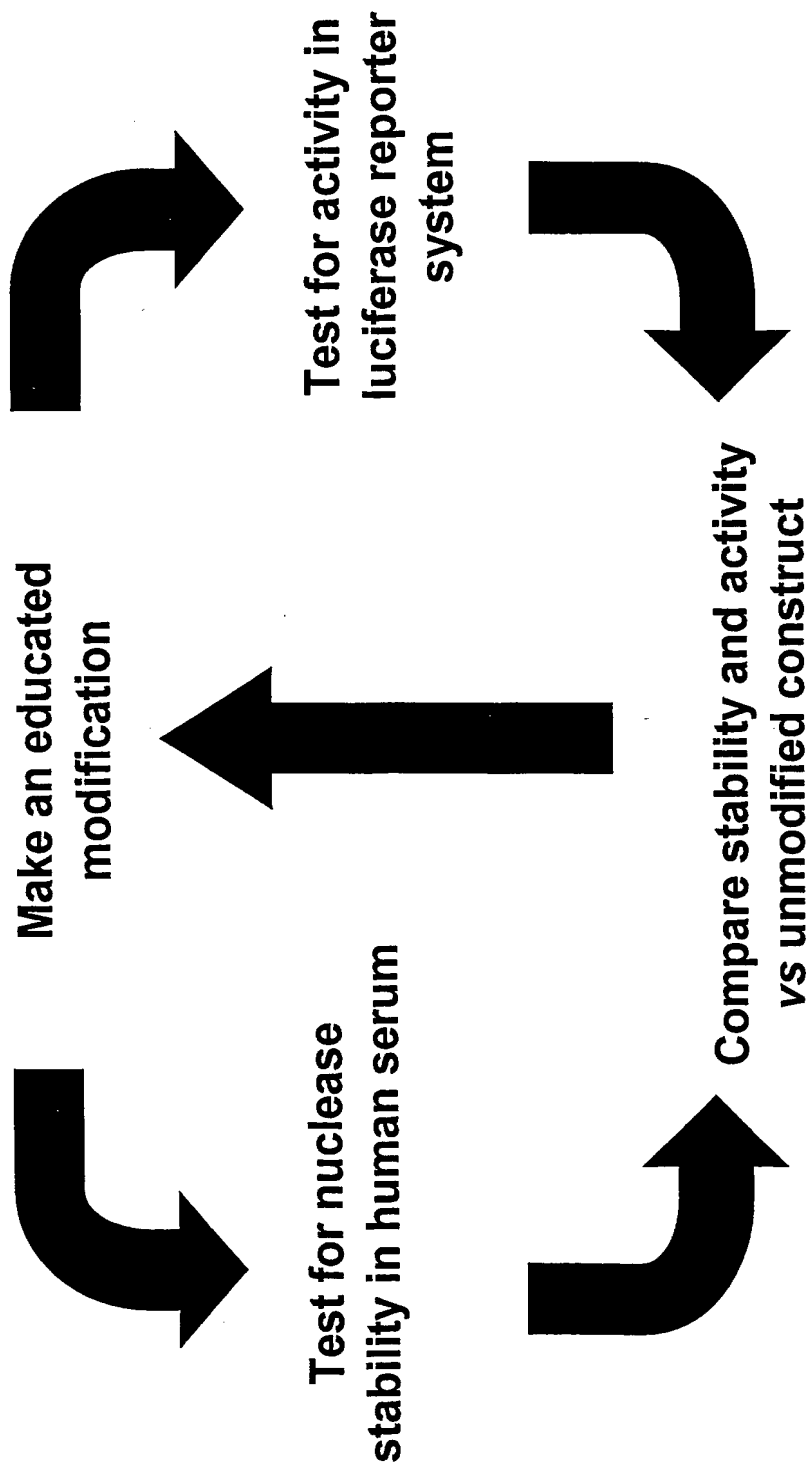 Make an educated
modification
Test for nuclease
stability in human serum
Test for activity in
luciferase reporter
system
Compare stability and activity
vs unmodified construct